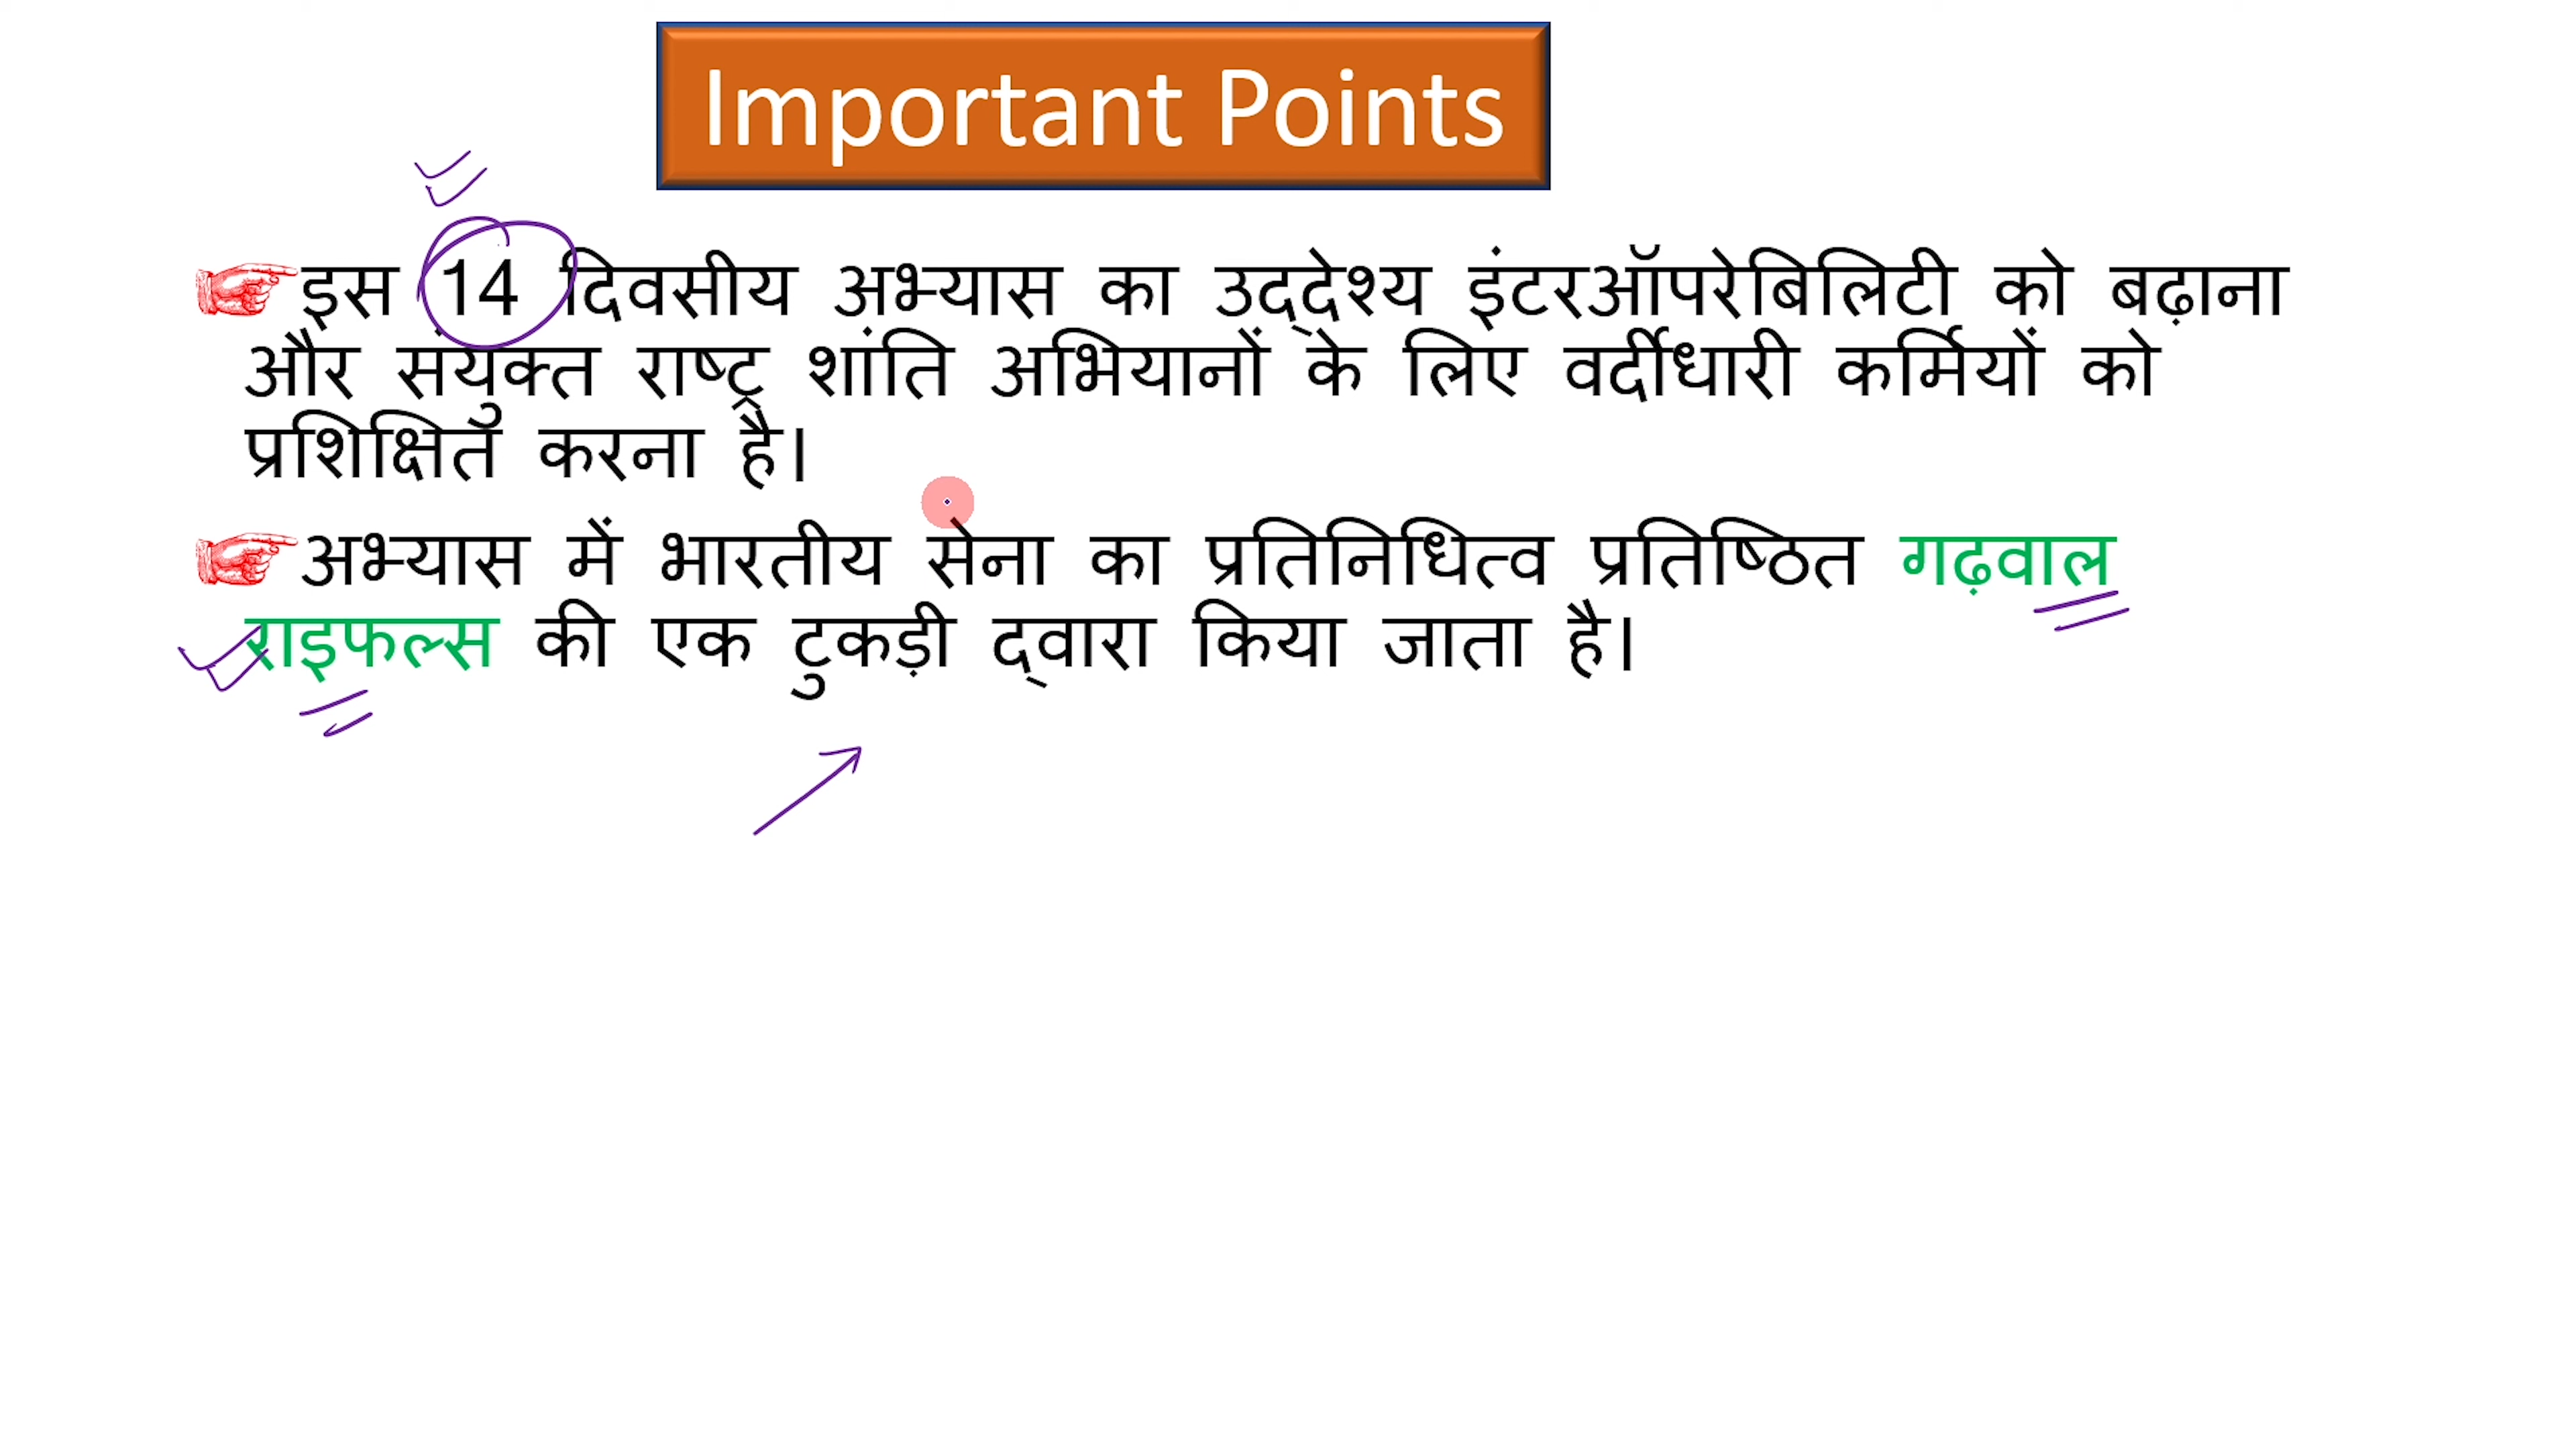 Important Points
इस 14 दिवसीय अभ्यास का उद्देश्य इंटरऑपरेबिलिटी को बढ़ाना
और संयुक्त राष्ट्र शांति अभियानों के लिए वर्दीधारी कर्मियों को
प्रशिक्षित करना है।
अभ्यास में भारतीय सेना का प्रतिनिधित्व प्रतिष्ठित गढ़वाल
राइफल्स की एक टुकड़ी द्वारा किया जाता है।